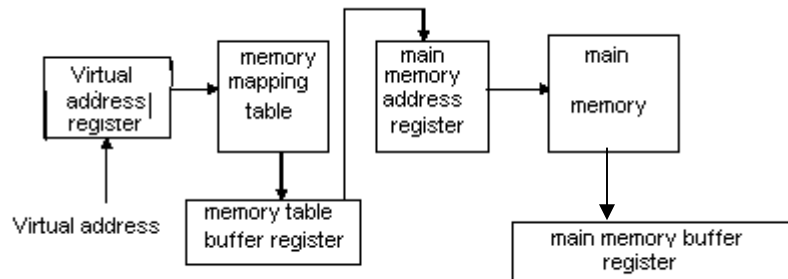 Virtual
address
register
memory
mapping
table
main
memory
address
register
main
memory
Virtual address
memory table
buffer register
main memory buffer
register